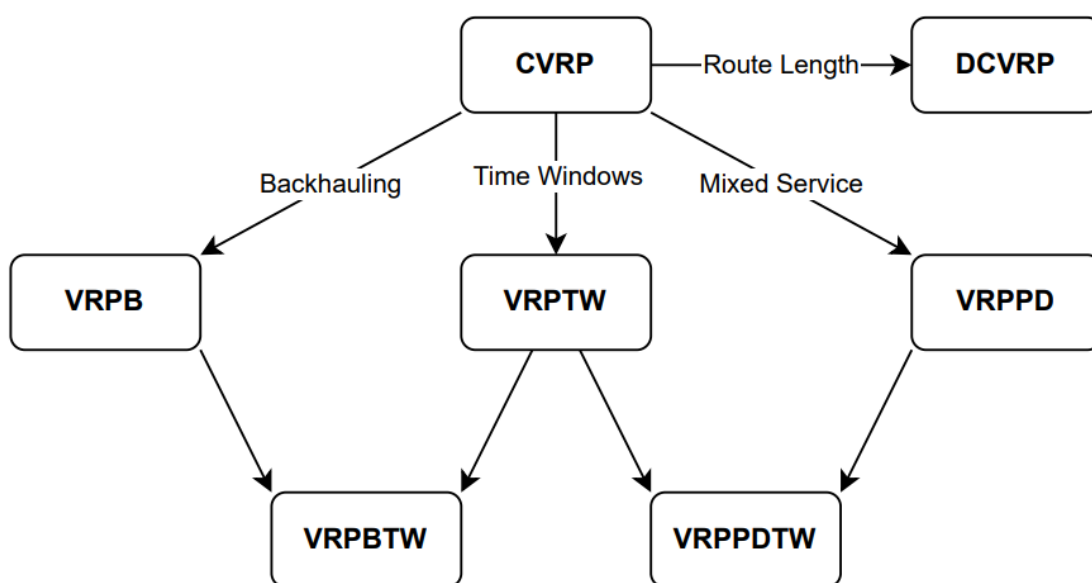 CVRP
Route Length
DCVRP
Backhauling
Time Windows
Mixed Service
VRPB
VRPTW
VRPPD
VRPBTW
VRPPDTW